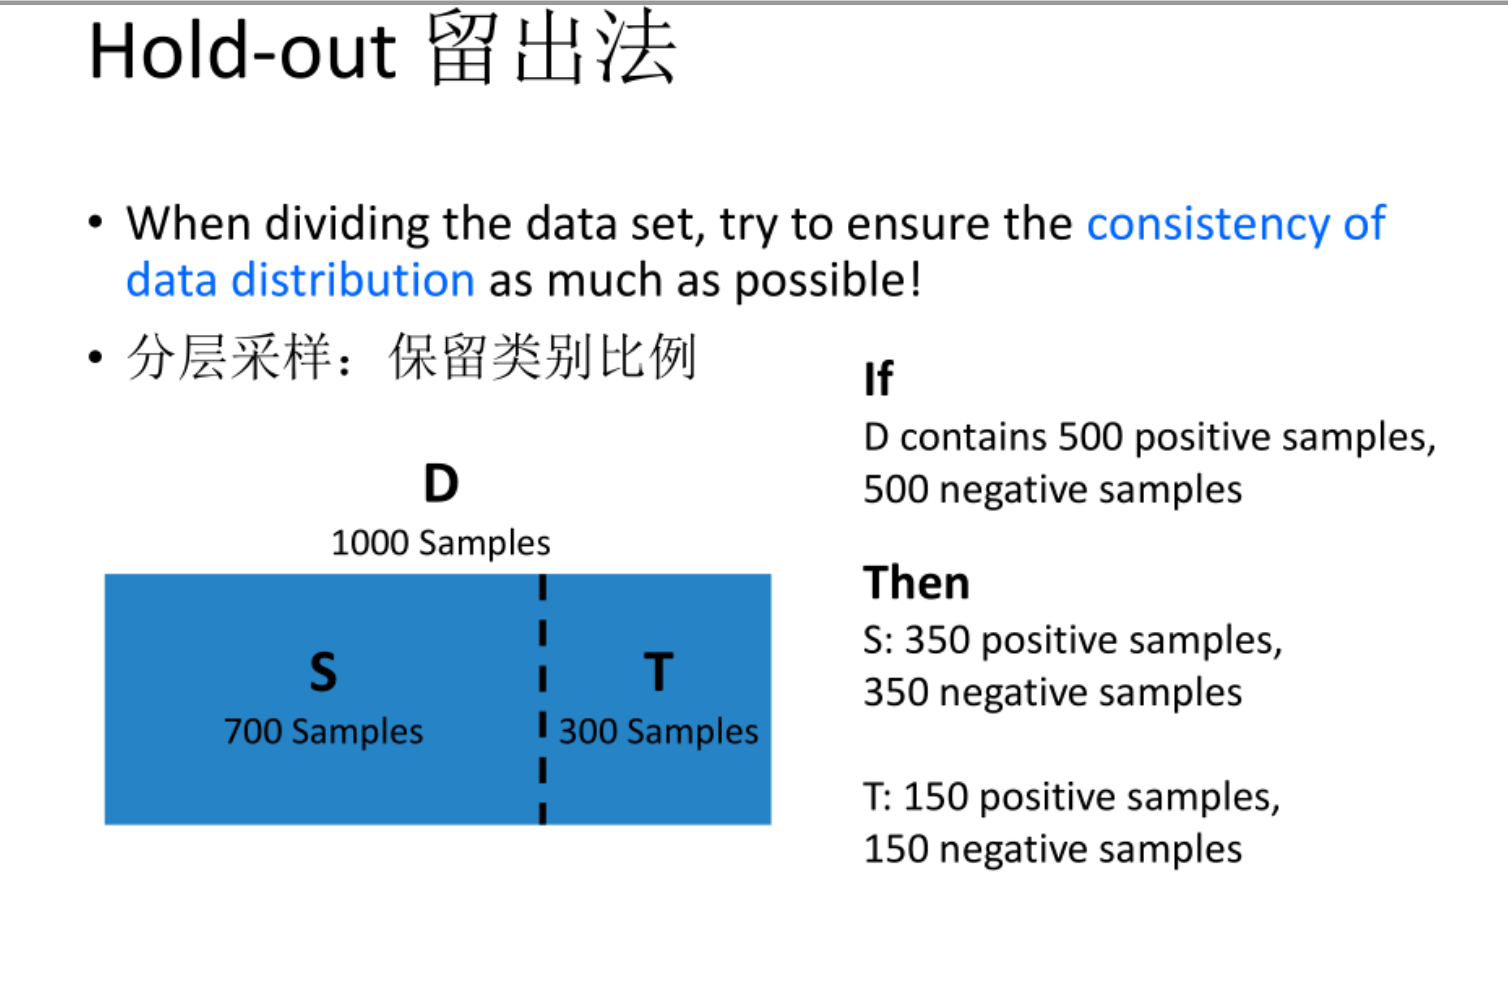 Hold-out 留出法
• When dividing the data set, try to ensure the consistency of
data distribution as much as possible!
• 分层采样：保留类别比例
D
1000 Samples
S
700 Samples
T
300 Samples
If
D contains 500 positive samples,
500 negative samples
Then
S: 350 positive samples,
350 negative samples
T: 150 positive samples,
150 negative samples